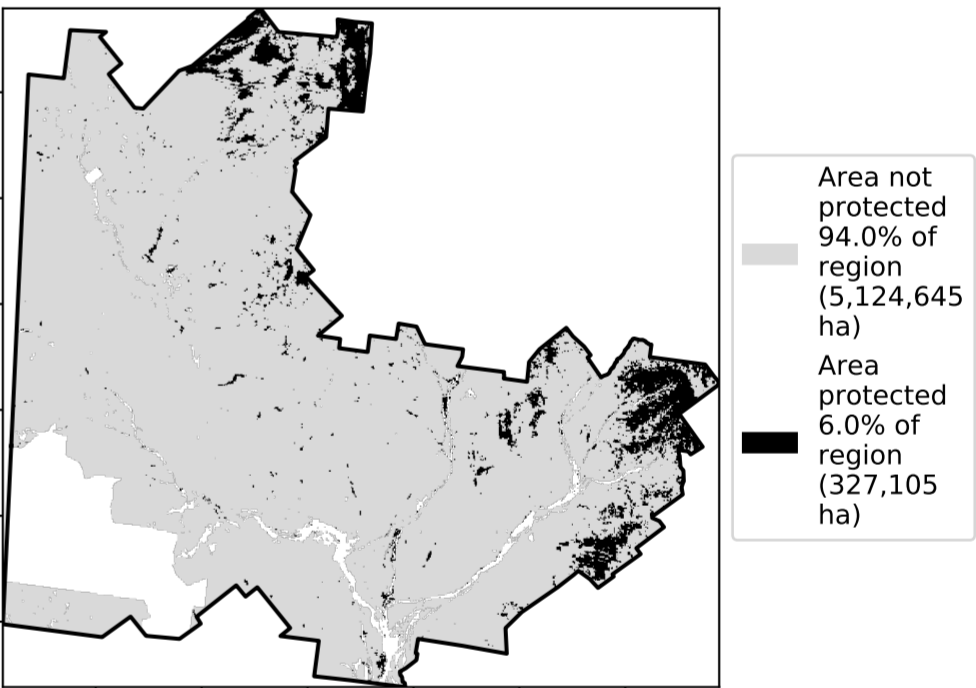 Area not
protected
94.0% of
region
(5,124,645
ha)
Area
protected
6.0% of
region
(327,105
ha)